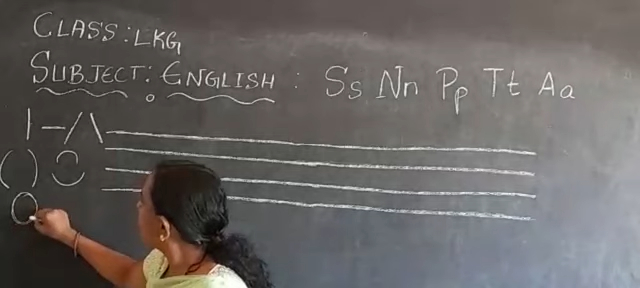 CLASS: LKG
SUBJECT: ENGLISH : Ss Nn Pp Tt Aa
| — / \
( )
O